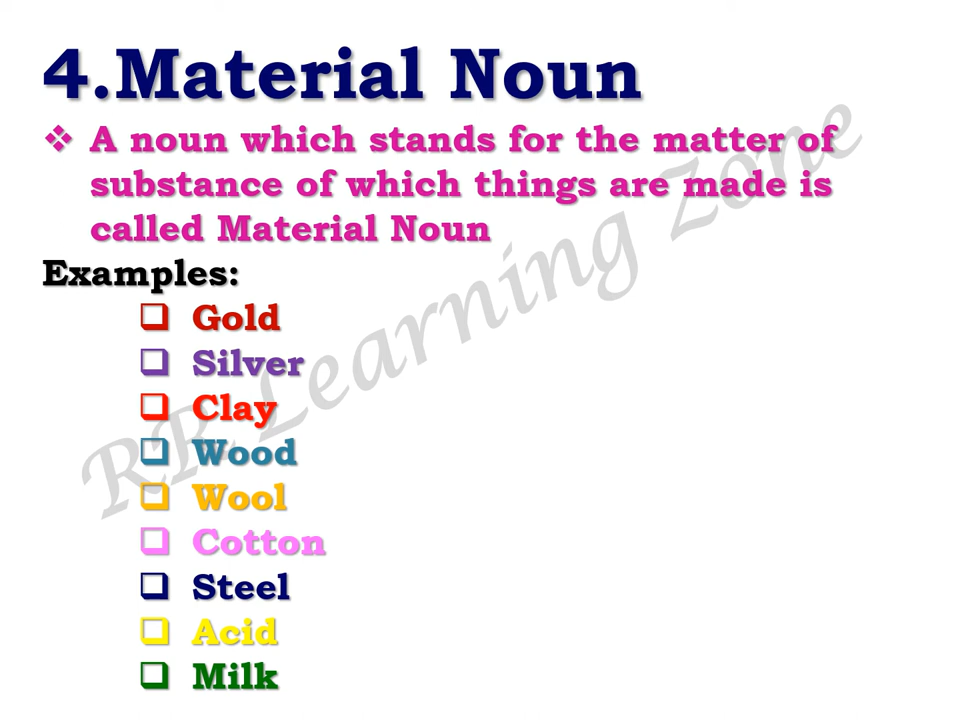 4.Material Noun
❖ A noun which stands for the matter of
substance of which things are made is
called Material Noun
Examples:
❑ Gold
❑ Silver
❑ Clay
❑ Wood
❑ Wool
❑ Cotton
❑ Steel
❑ Acid
❑ Milk
RR Learning Zone